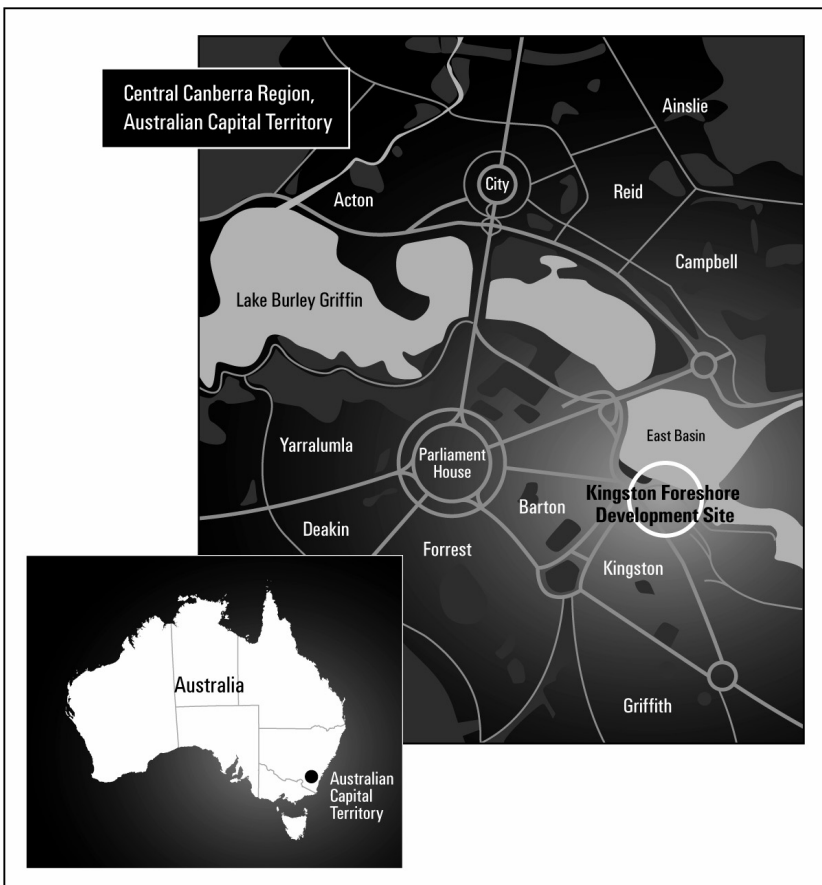 Central Canberra Region,
Australian Capital Territory
Ainslie
City
Acton
Reid
Campbell
Lake Burley Griffin
East Basin
Yarralumla
Parliament
House
Kingston Foreshore
Development Site
Barton
Deakin
Forrest
Kingston
Griffith
Australia
Australian
Capital
Territory